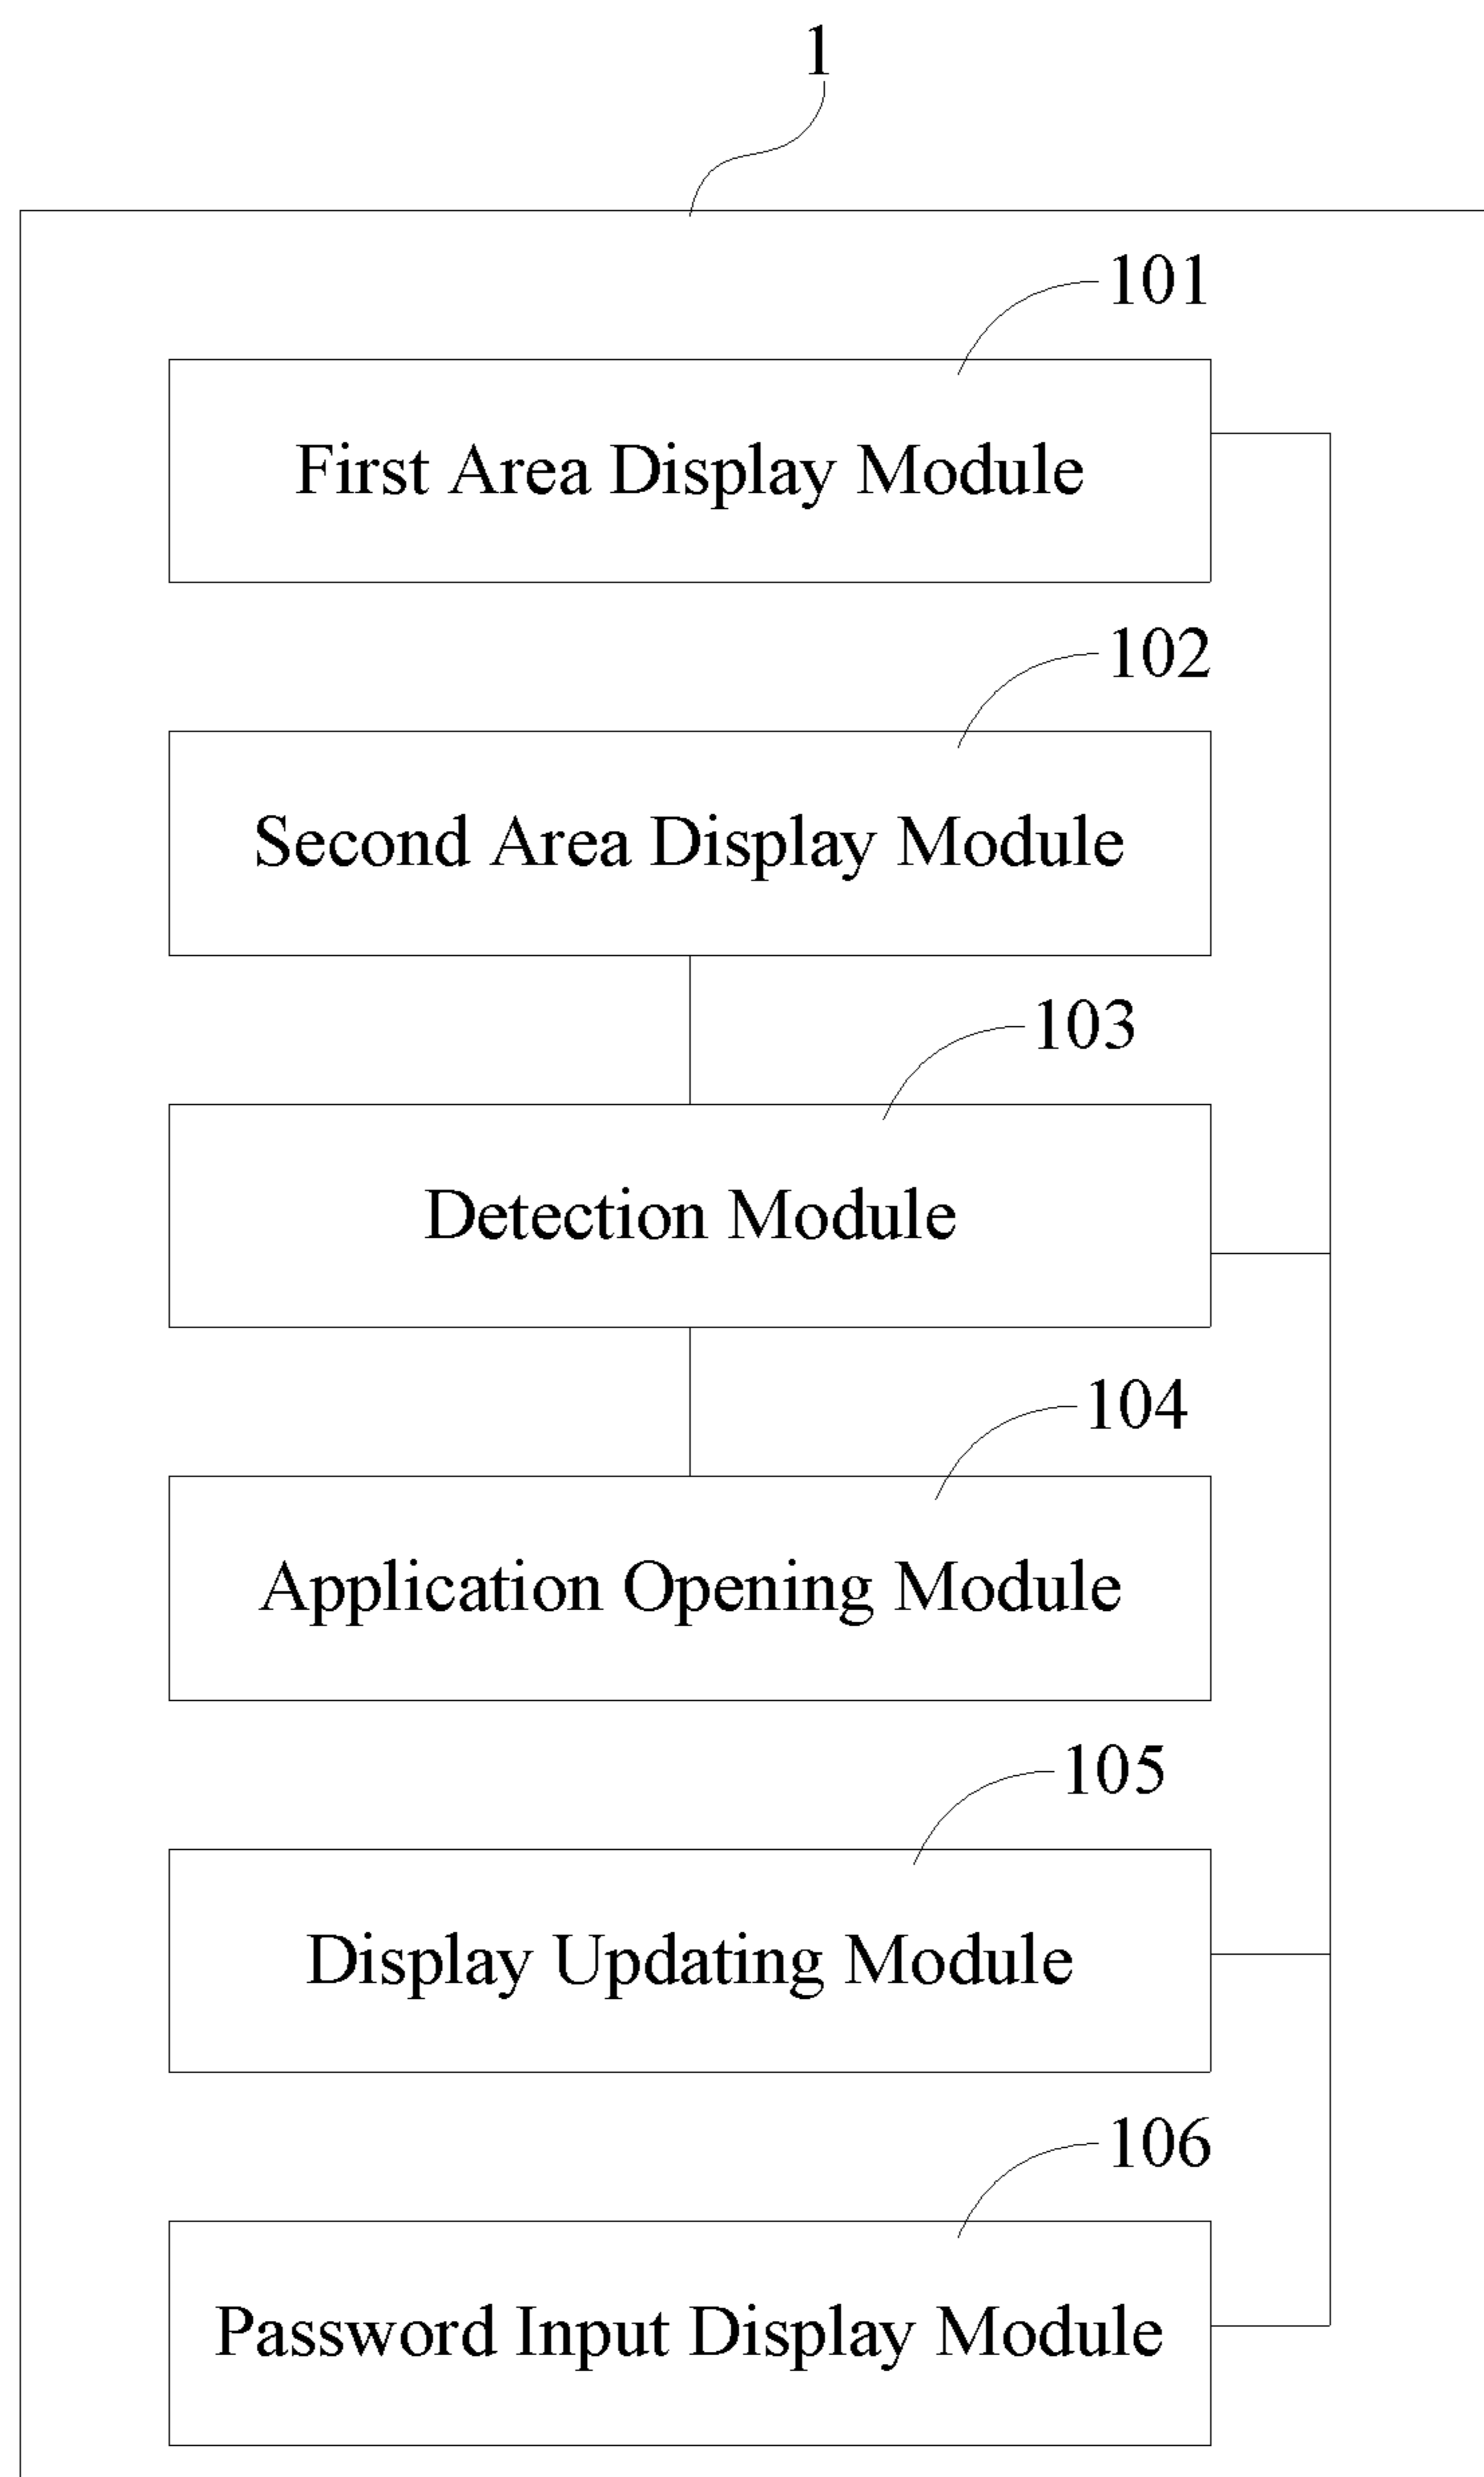 1
101
First Area Display Module
102
Second Area Display Module
103
Detection Module
104
Application Opening Module
105
Display Updating Module
106
Password Input Display Module